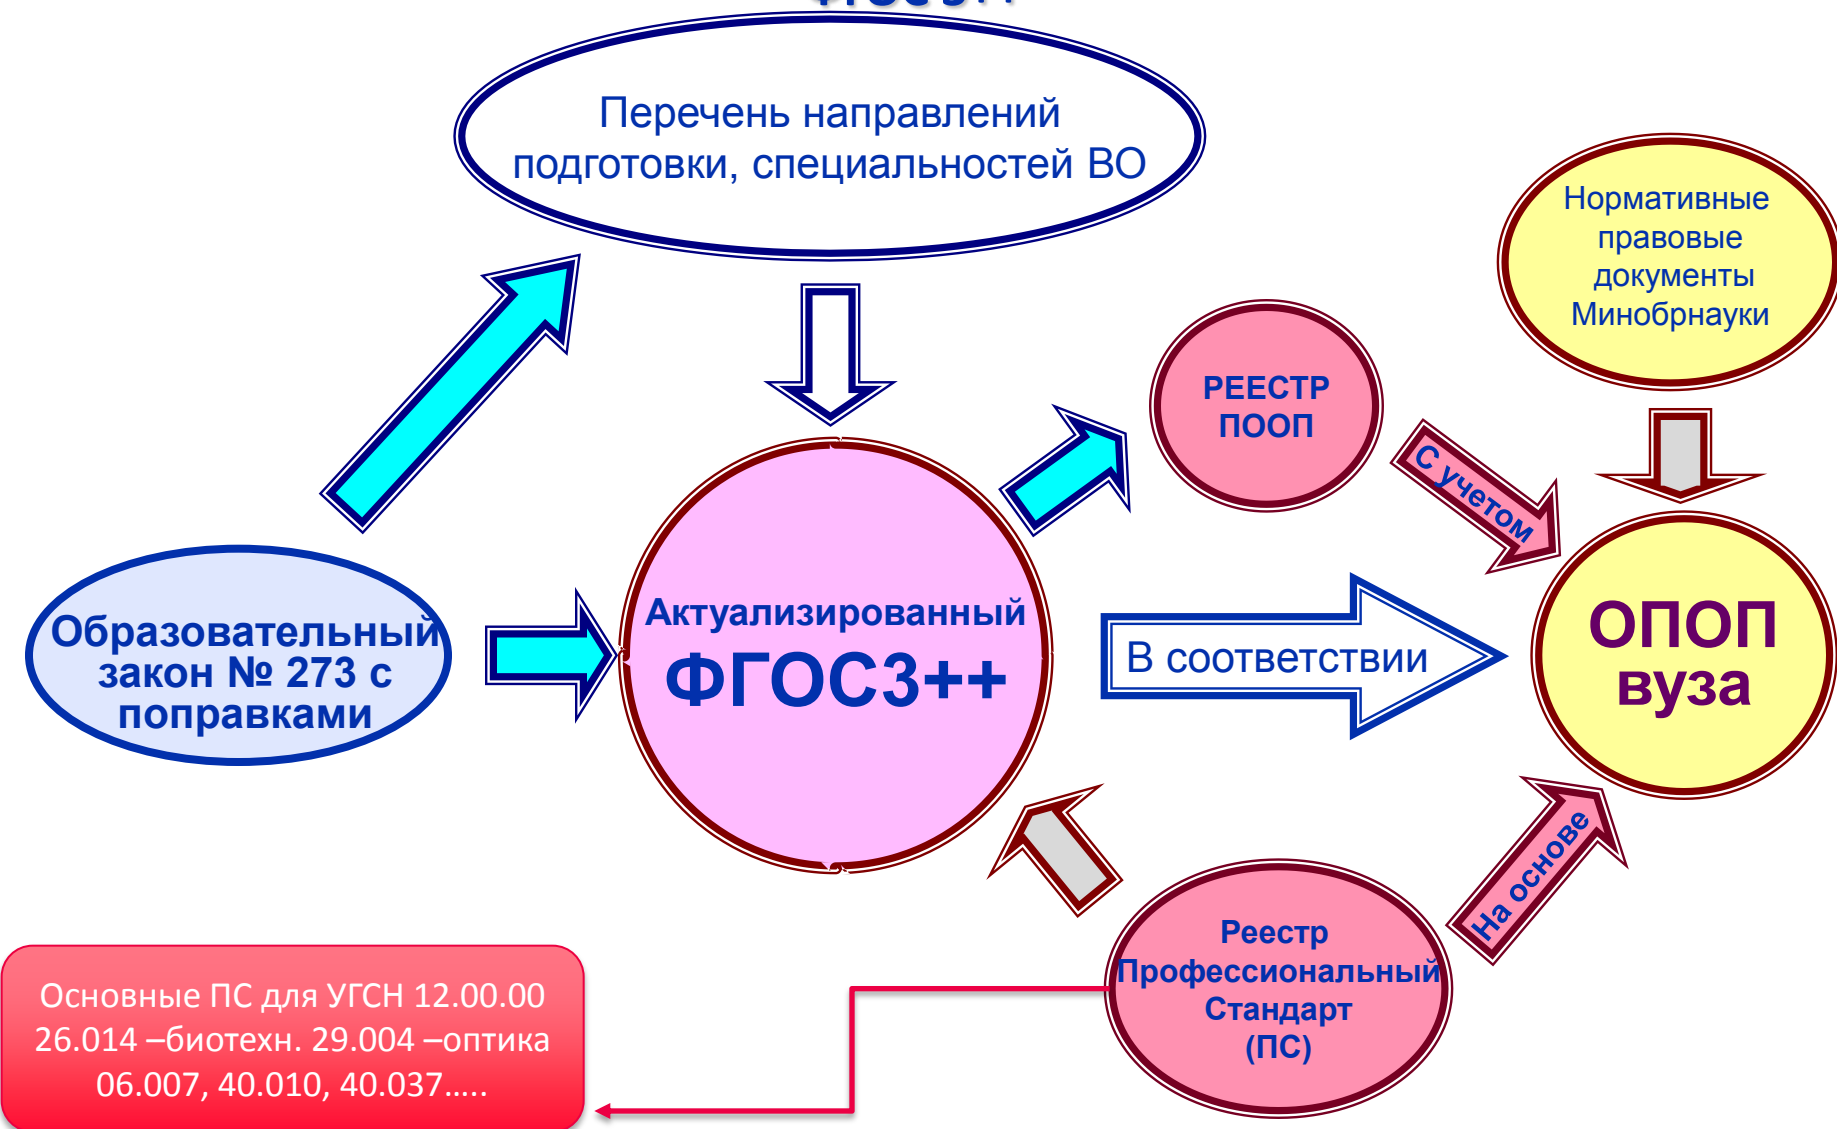 ФГОС 3++
Перечень направлений
подготовки, специальностей ВО
Нормативные
правовые
документы
Минобрнауки
РЕЕСТР
ПООП
С учетом
Образовательный
закон № 273 с
поправками
Актуализированный
ФГОС3++
В соответствии
ОПОП
вуза
На основе
Реестр
Профессиональный
Стандарт
(ПС)
Основные ПС для УГСН 12.00.00
26.014 –биотехн. 29.004 –оптика
06.007, 40.010, 40.037.....